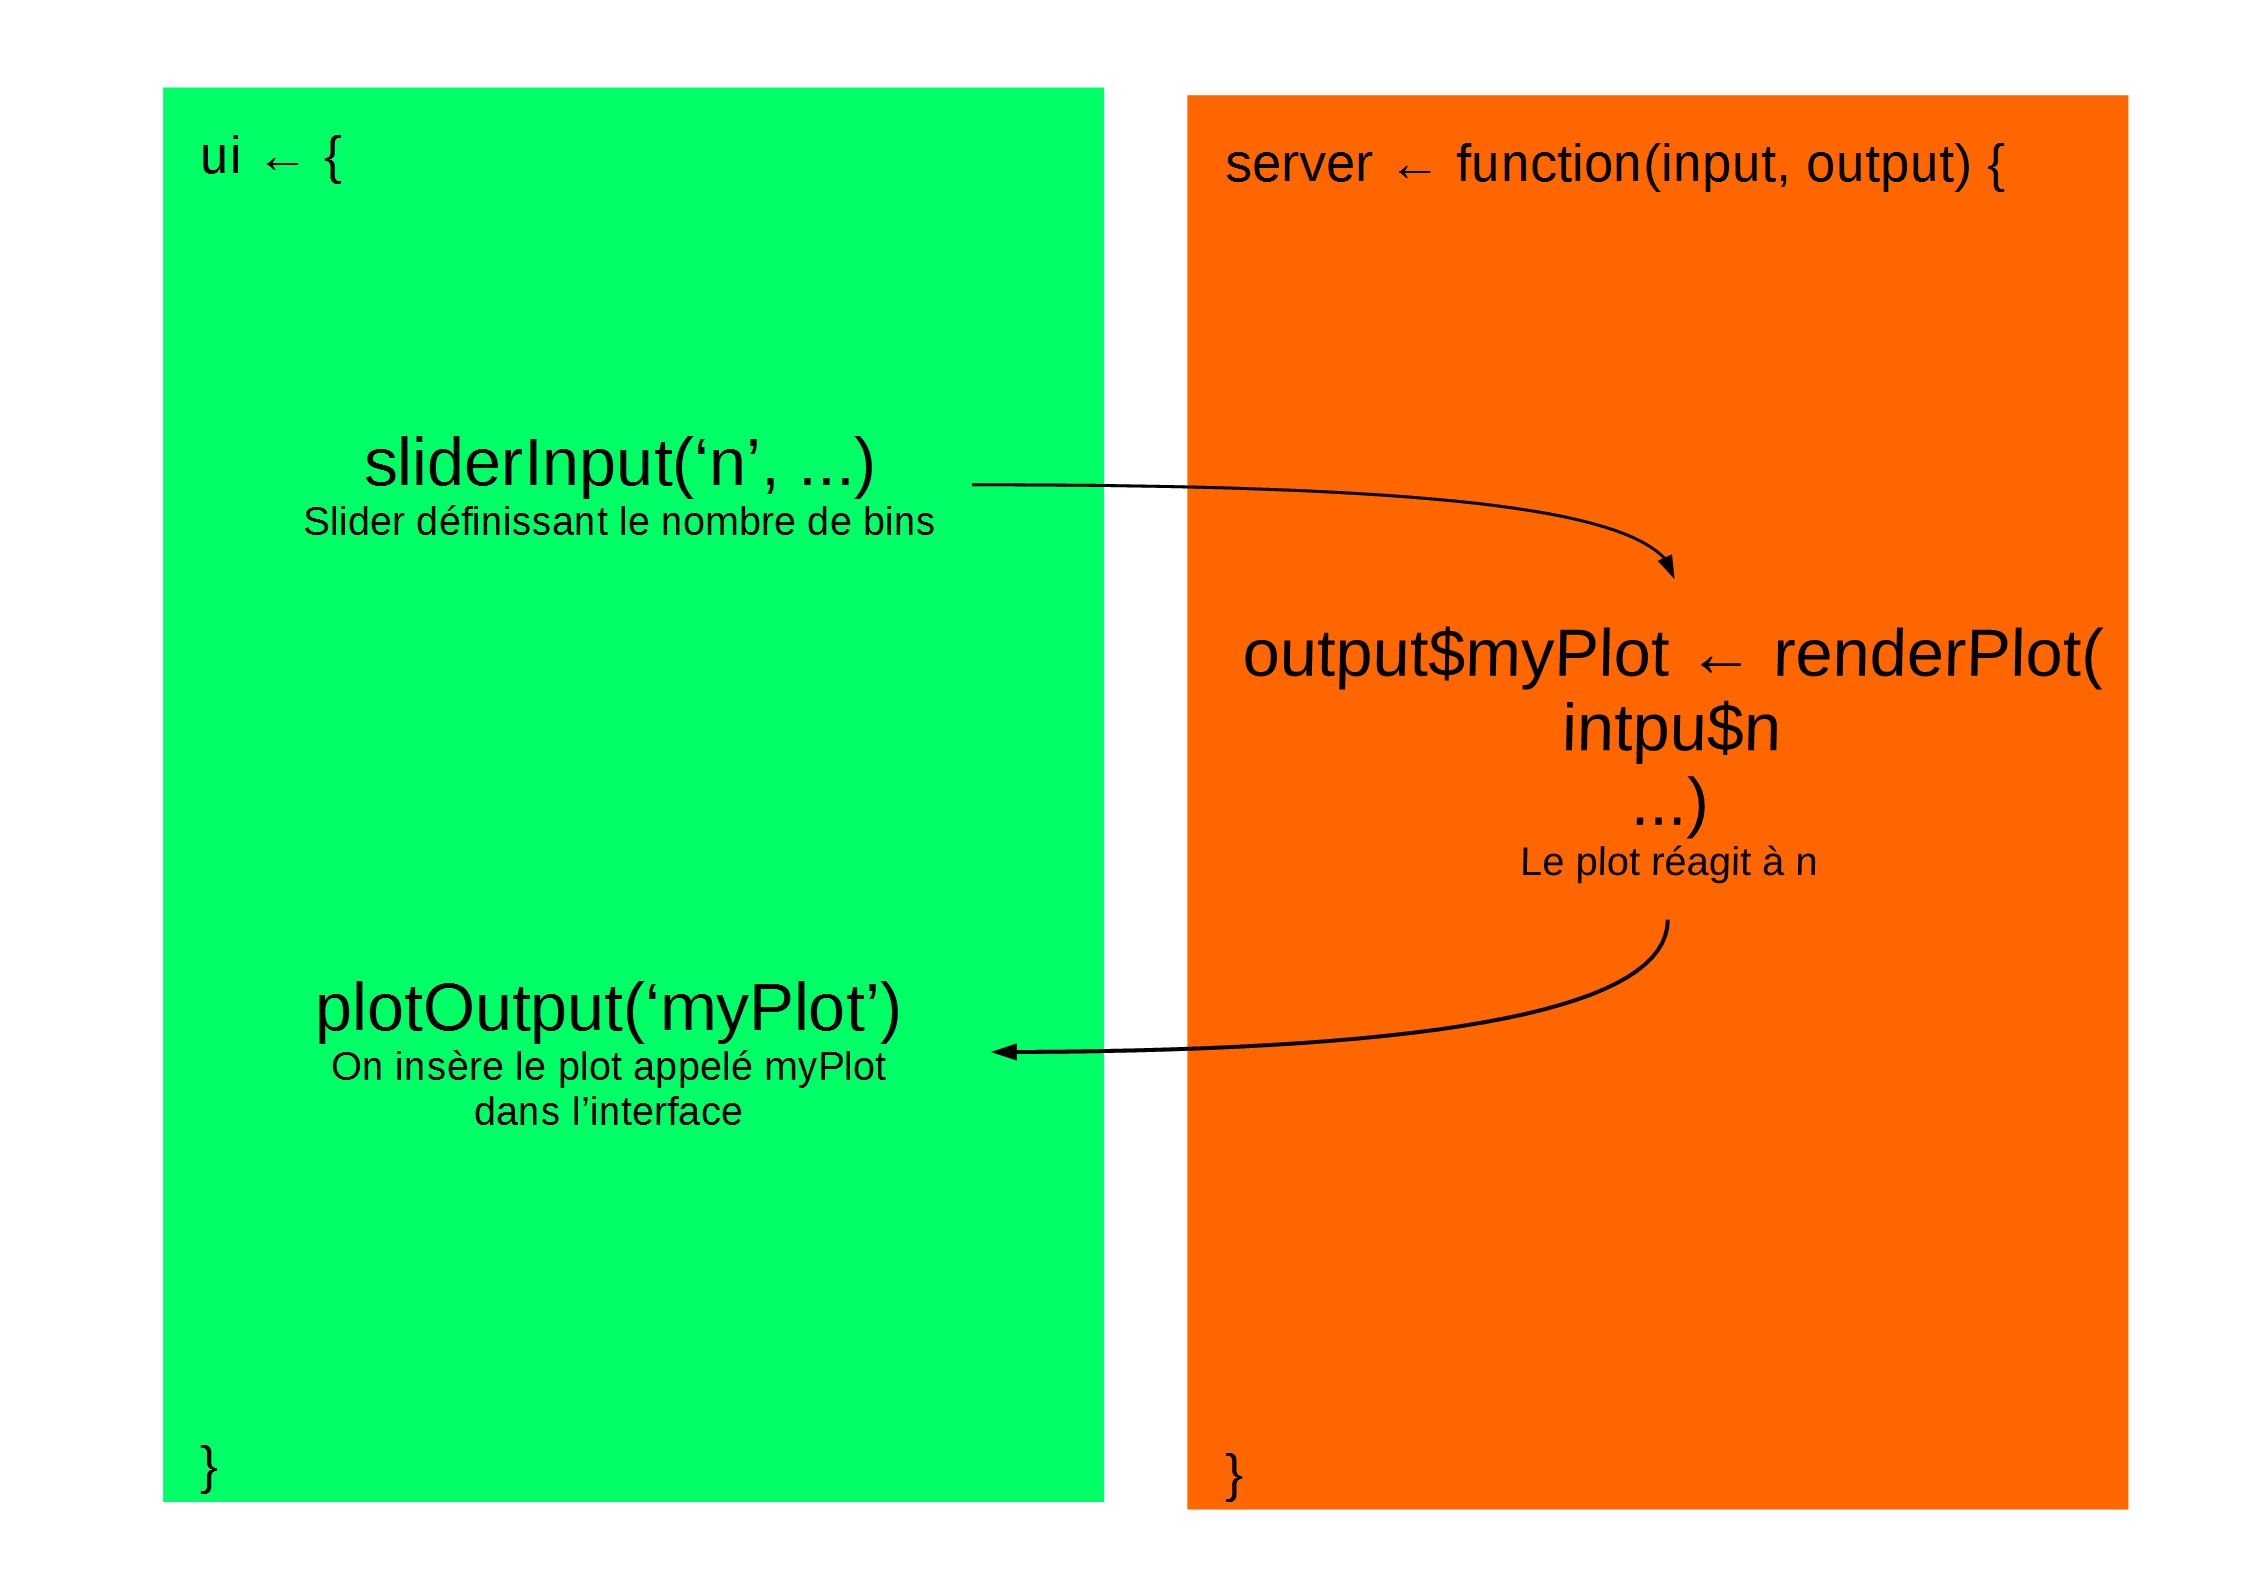 ui ← {
sliderInput(‘n’, ...)
Slider définissant le nombre de bins
plotOutput(‘myPlot’)
On insère le plot appelé myPlot
dans l’interface
}
server ← function(input, output) {
output$myPlot ← renderPlot(
intpu$n
...)
Le plot réagit à n
}